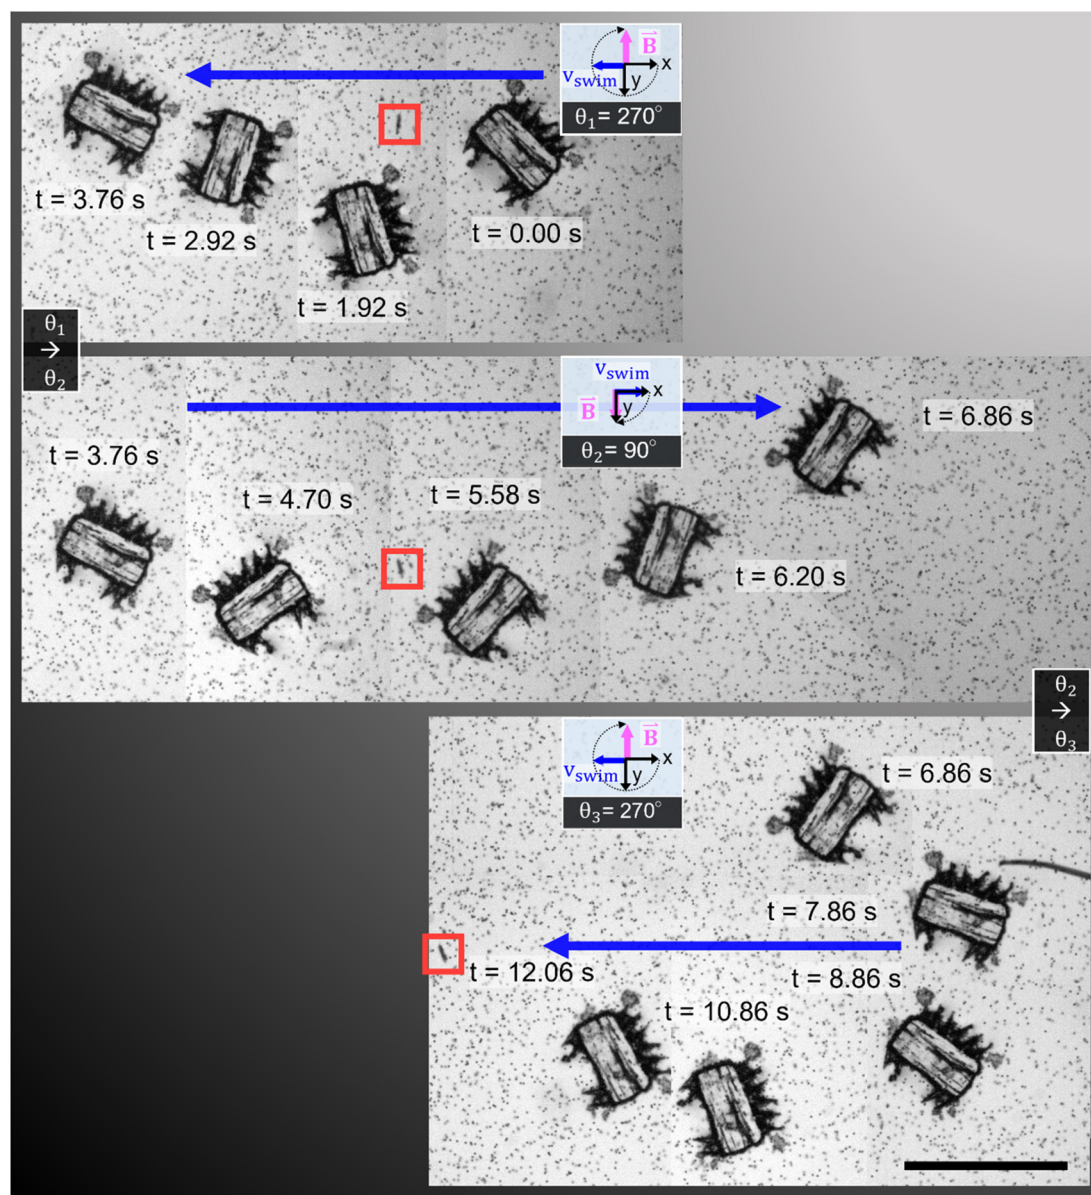 B
x
v_swim
y
θ₁= 270°
t = 3.76 s
t = 2.92 s
t = 0.00 s
t = 1.92 s
θ₁
→
θ₂
v_swim
x
B
y
θ₂= 90°
t = 6.86 s
t = 3.76 s
t = 4.70 s
t = 5.58 s
t = 6.20 s
θ₂
→
θ₃
B
x
v_swim
y
θ₃= 270°
t = 6.86 s
t = 7.86 s
t = 12.06 s
t = 8.86 s
t = 10.86 s